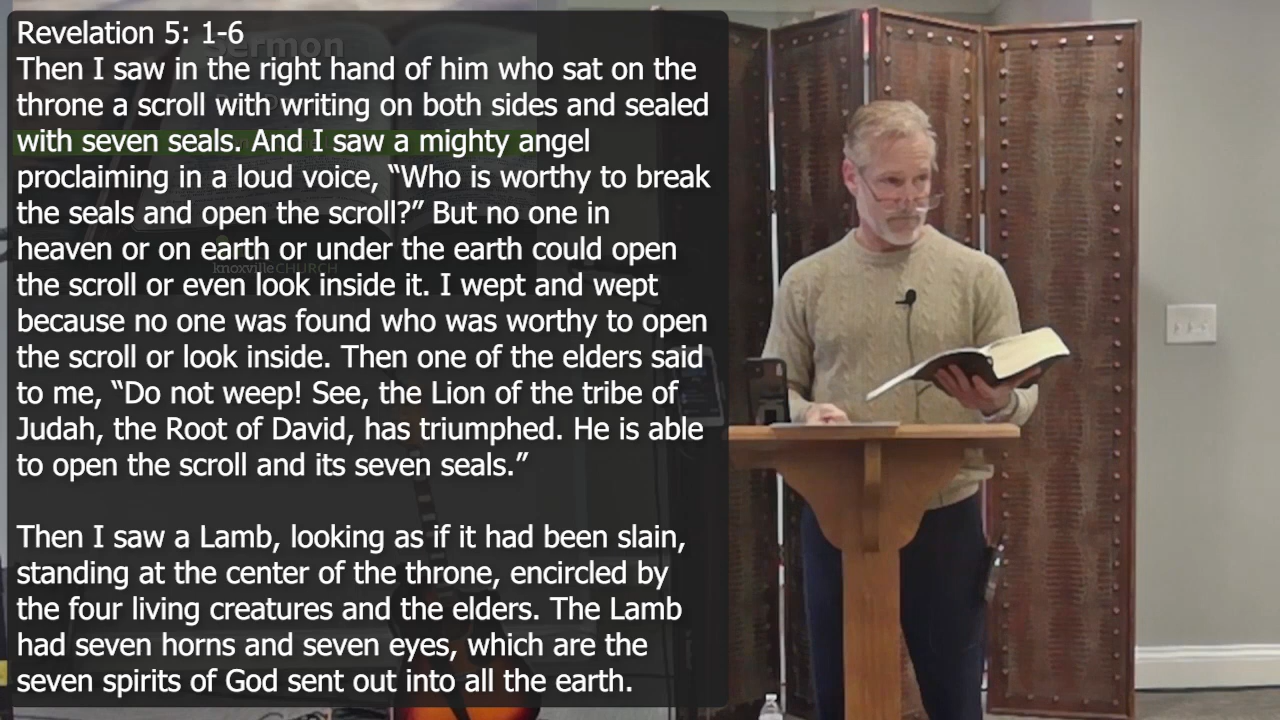 Revelation 5: 1-6
Then I saw in the right hand of him who sat on the
throne a scroll with writing on both sides and sealed
with seven seals. And I saw a mighty angel
proclaiming in a loud voice, “Who is worthy to break
the seals and open the scroll?” But no one in
heaven or on earth or under the earth could open
the scroll or even look inside it. I wept and wept
because no one was found who was worthy to open
the scroll or look inside. Then one of the elders said
to me, “Do not weep! See, the Lion of the tribe of
Judah, the Root of David, has triumphed. He is able
to open the scroll and its seven seals.”
Then I saw a Lamb, looking as if it had been slain,
standing at the center of the throne, encircled by
the four living creatures and the elders. The Lamb
had seven horns and seven eyes, which are the
seven spirits of God sent out into all the earth.
Sermon
knoxvilleCHURCH